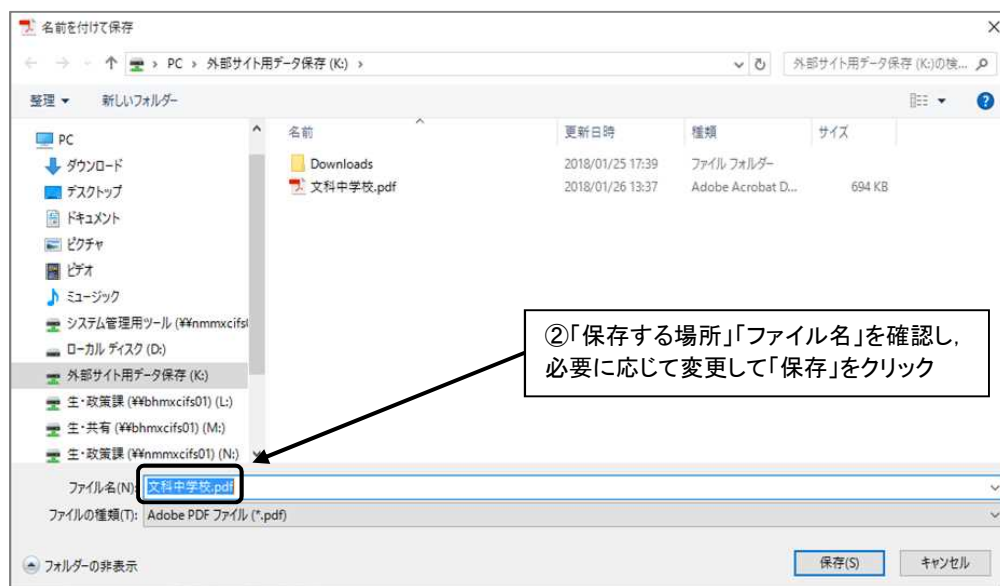 名前を付けて保存
PC › 外部サイト用データ保存 (K:) ›
外部サイト用データ保存 (K:)の検...
整理 新しいフォルダー
名前 更新日時 種類 サイズ
Downloads 2018/01/25 17:39 ファイル フォルダー
文科中学校.pdf 2018/01/26 13:37 Adobe Acrobat D... 694 KB
PC
ダウンロード
デスクトップ
ドキュメント
ピクチャ
ビデオ
ミュージック
システム管理用ツール (¥¥nmmxcifs
ローカル ディスク (D:)
外部サイト用データ保存 (K:)
生・政策課 (¥¥bhmxcifs01) (L:)
生・共有 (¥¥bhmxcifs01) (M:)
生・政策課 (¥¥nmmxcifs01) (N:)
②「保存する場所」「ファイル名」を確認し,
必要に応じて変更して「保存」をクリック
ファイル名(N): 文科中学校.pdf
ファイルの種類(T): Adobe PDF ファイル (*.pdf)
フォルダーの非表示
保存(S) キャンセル